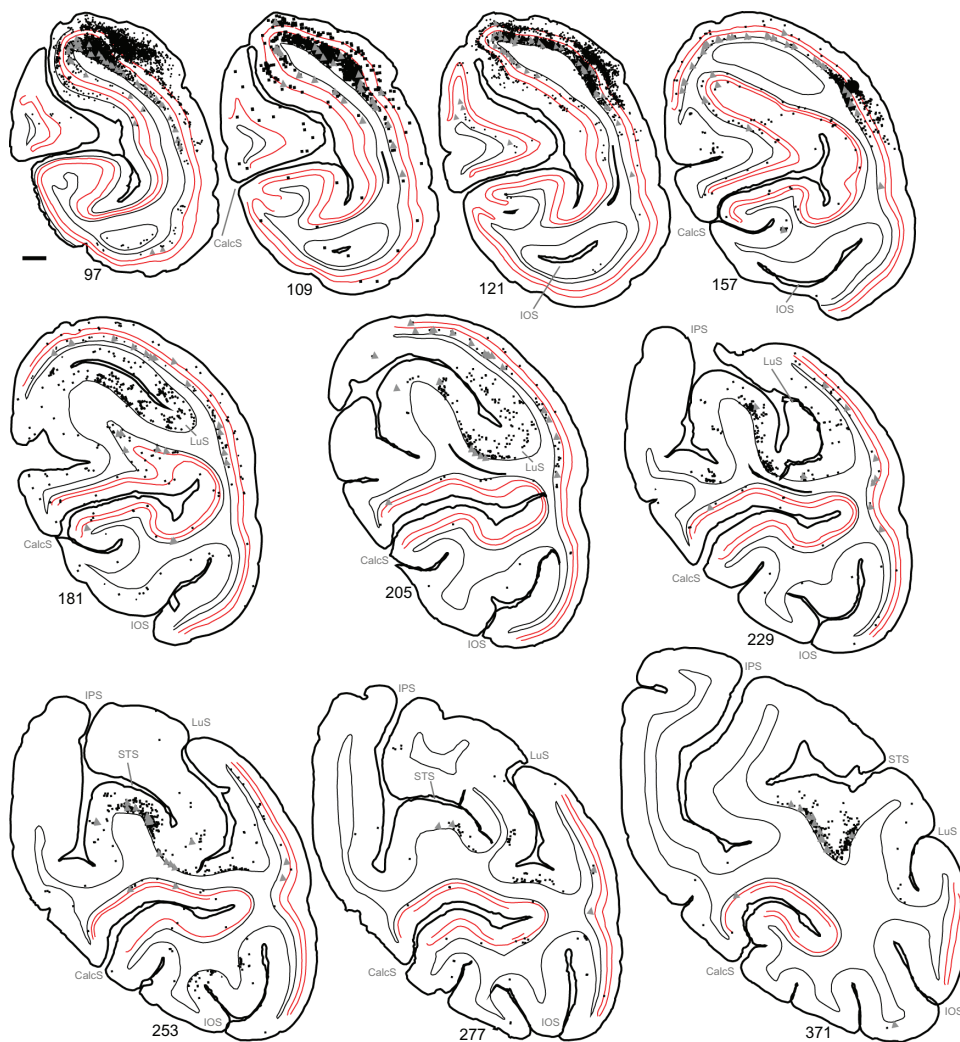 97
109
CalcS
121
IOS
157
CalcS
IOS
181
LuS
CalcS
IOS
205
LuS
CalcS
IOS
229
IPS
LuS
CalcS
IOS
253
IPS
LuS
STS
CalcS
IOS
277
IPS
LuS
STS
CalcS
IOS
371
IPS
STS
LuS
CalcS
IOS